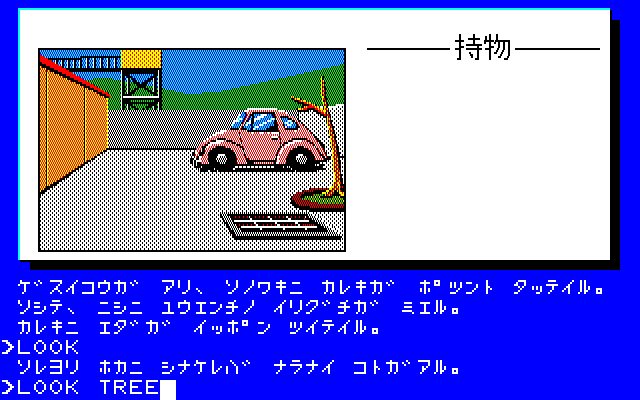 持物
ゲスイコウガ アリ、 ソノワキニ カレキガ ポツント タッテイル。
ソシテ、 ニシニ ユウエンチノ イリグチガ ミエル。
カレキニ エダガ イッポン ツイテイル。
>LOOK
ソレヨリ ホカニ シナケレバ ナラナイ コトガアル。
>LOOK TREE